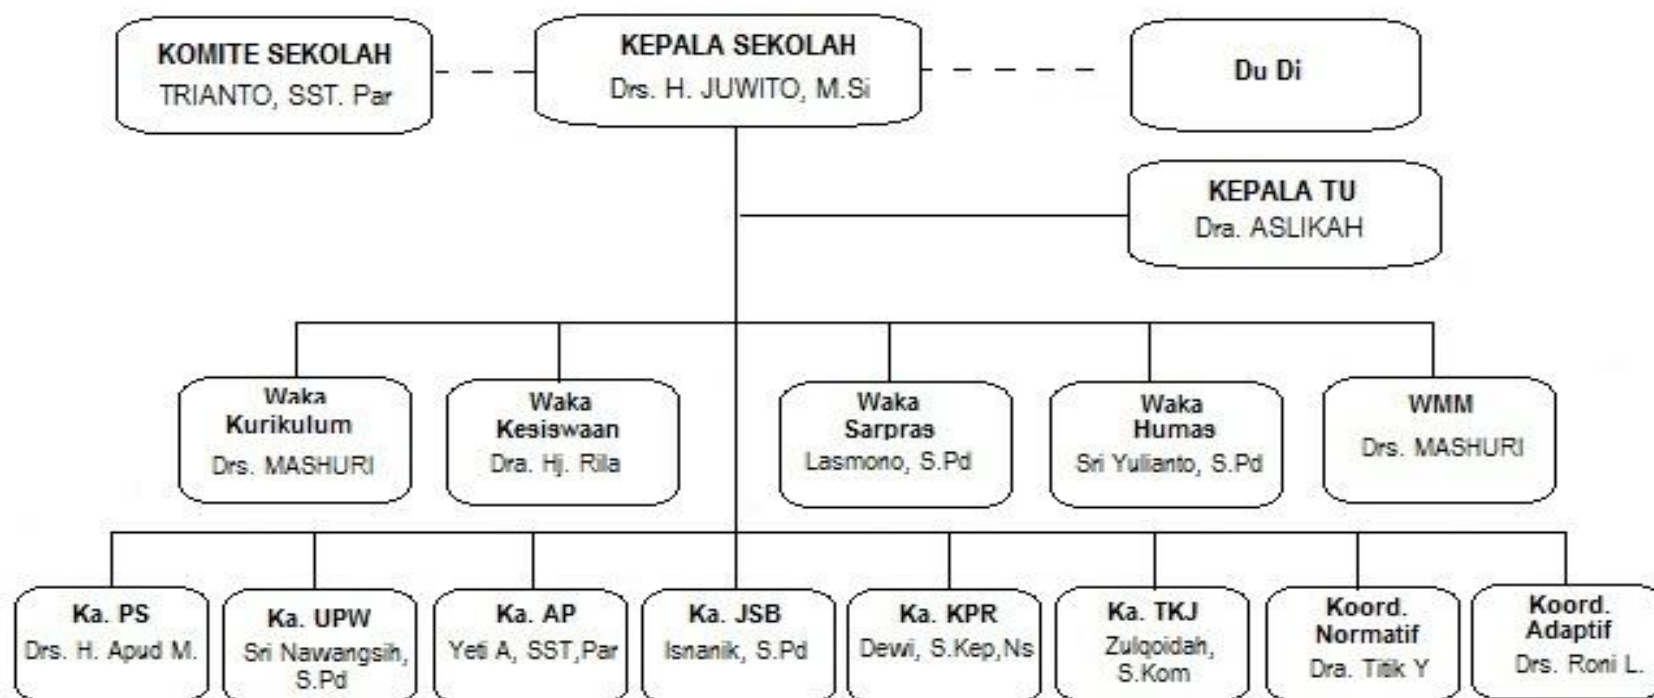 KOMITE SEKOLAH
TRIANTO, SST. Par
KEPALA SEKOLAH
Drs. H. JUWITO, M.Si
Du Di
KEPALA TU
Dra. ASLIKAH
Waka
Kurikulum
Drs. MASHURI
Waka
Kesiswaan
Dra. Hj. Rila
Waka
Sarpras
Lasmono, S.Pd
Waka
Humas
Sri Yulianto, S.Pd
WMM
Drs. MASHURI
Ka. PS
Drs. H. Apud M.
Ka. UPW
Sri Nawangsih,
S.Pd
Ka. AP
Yeti A, SST,Par
Ka. JSB
Isnanik, S.Pd
Ka. KPR
Dewi, S.Kep,Ns
Ka. TKJ
Zulqoidah,
S.Kom
Koord.
Normatif
Dra. Titik Y
Koord.
Adaptif
Drs. Roni L.